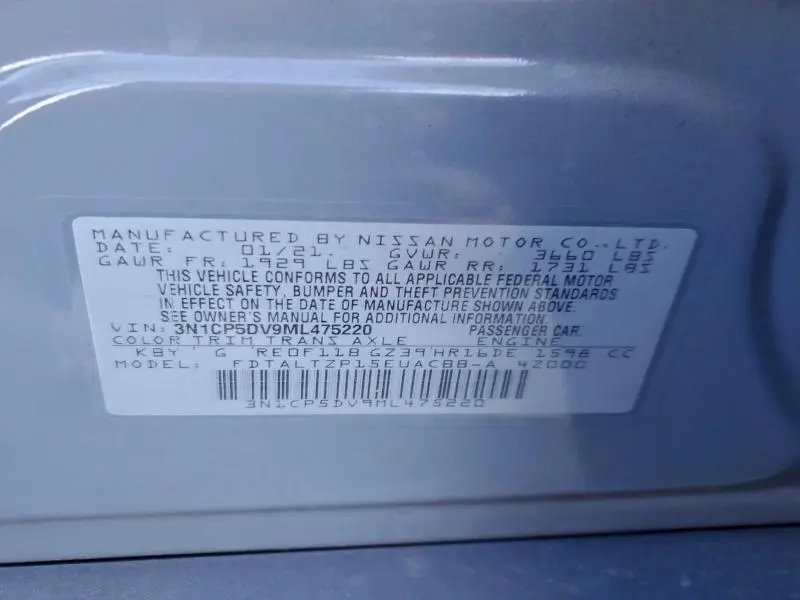 MANUFACTURED BY NISSAN MOTOR CO.,LTD.
DATE: 01/21. GVWR: 3660 LBS
GAWR FR: 1929 LBS GAWR RR: 1731 LBS
THIS VEHICLE CONFORMS TO ALL APPLICABLE FEDERAL MOTOR
VEHICLE SAFETY, BUMPER AND THEFT PREVENTION STANDARDS
IN EFFECT ON THE DATE OF MANUFACTURE SHOWN ABOVE.
SEE OWNER'S MANUAL FOR ADDITIONAL INFORMATION.
VIN: 3N1CP5DV9ML475220 PASSENGER CAR.
COLOR TRIM TRANS AXLE ENGINE
KBY G RE0F11B GZ39 HR16DE 1598 CC
MODEL: FDTALTZP15EUACBB-A 4Z000
3N1CP5DV9ML475220